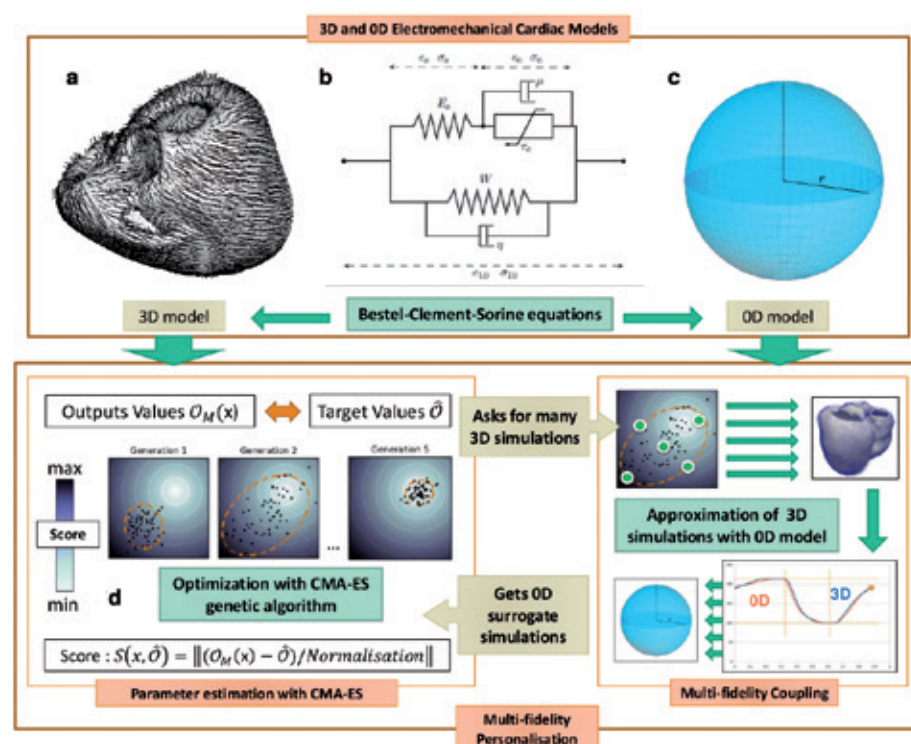 3D and 0D Electromechanical Cardiac Models
a
b
c
E_s
μ
τ_c
W
η
r
3D model
Bestel-Clement-Sorine equations
0D model
Outputs Values O_M(x)
Target Values Ô
Generation 1
Generation 2
Generation 5
...
max
Score
min
d
Optimization with CMA-ES
genetic algorithm
Score : S(x, Ô) = ‖(O_M(x) − Ô)/Normalisation‖
Parameter estimation with CMA-ES
Asks for many
3D simulations
Gets 0D
surrogate
simulations
Approximation of 3D
simulations with 0D model
0D
3D
Multi-fidelity Coupling
Multi-fidelity
Personalisation